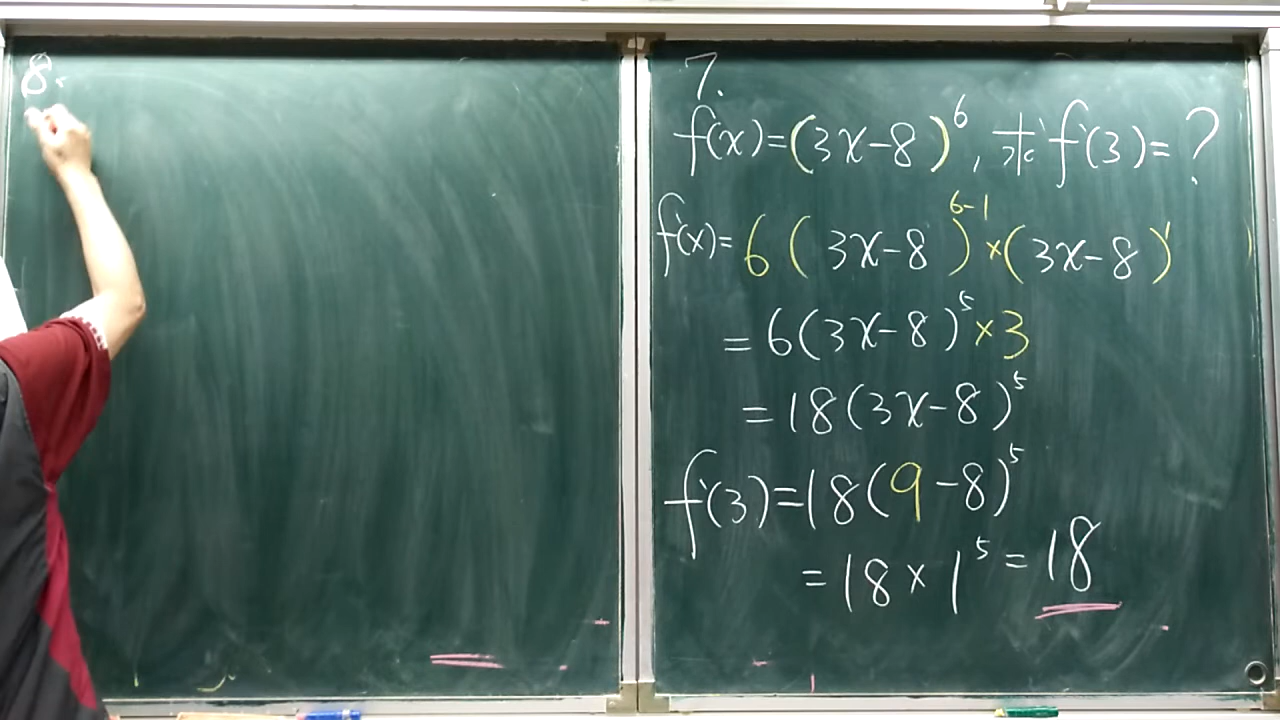 8.
7.
f(x)=(3x-8)^6, 求f'(3)=?
f'(x)=6(3x-8)^{6-1}×(3x-8)'
=6(3x-8)^5×3
=18(3x-8)^5
f'(3)=18(9-8)^5
=18×1^5=18